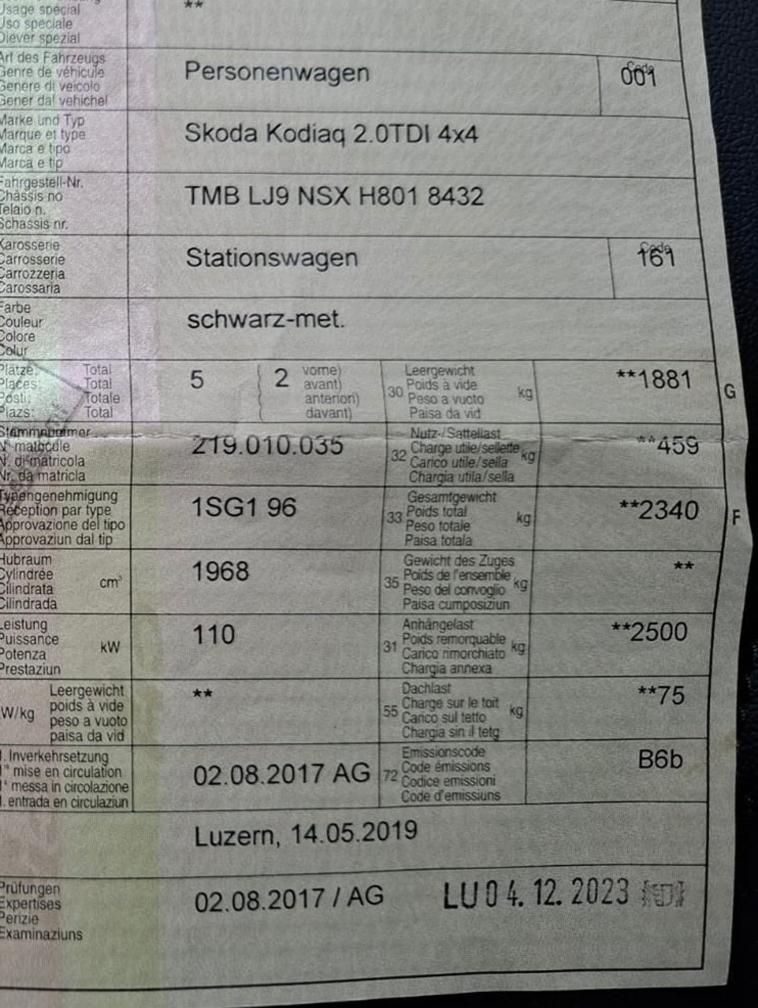 Usage spécial **
Uso speciale
Diever spezial
Art des Fahrzeugs
Genre de véhicule
Genere di veicolo
Gener dal vehichel
Personenwagen
Code
001
Marke und Typ
Marque et type
Marca e tipo
Marca e tip
Skoda Kodiaq 2.0TDI 4x4
Fahrgestell-Nr.
Châssis no
Telaio n.
Schassis nr.
TMB LJ9 NSX H801 8432
Karosserie
Carrosserie
Carrozzeria
Carossaria
Stationswagen
Code
161
Farbe
Couleur
Colore
Colur
schwarz-met.
Plätze: Total
Places: Total
Posti: Totale
Plazs: Total
5 ( 2 vorne)
avant)
anterion)
davant)
30 Leergewicht
Poids à vide
Peso a vuoto
Paisa da vid
kg
**1881
G
Stammnummer
N° matricule
N. di matricola
Nr. da matricla
219.010.035
32 Nutz-/Sattellast
Charge utile/sellette
Carico utile/sella
Chargia utila/sella
kg
**459
Typengenehmigung
Réception par type
Approvazione del tipo
Approvaziun dal tip
1SG1 96
33 Gesamtgewicht
Poids total
Peso totale
Paisa totala
kg
**2340
F
Hubraum
Cylindrée
Cilindrata
Cilindrada
cm³
1968
35 Gewicht des Zuges
Poids de l'ensemble
Peso del convoglio
Paisa cumposiziun
kg
**
Leistung
Puissance
Potenza
Prestaziun
kW
110
31 Anhängelast
Poids remorquable
Carico rimorchiato
Chargia annexa
kg
**2500
W/kg
Leergewicht
poids à vide
peso a vuoto
paisa da vid
**
55 Dachlast
Charge sur le toit
Carico sul tetto
Chargia sin il tetg
kg
**75
1. Inverkehrsetzung
1re mise en circulation
1a messa in circolazione
1. entrada en circulaziun
02.08.2017 AG
72 Emissionscode
Code émissions
Codice emissioni
Code d'emissiuns
B6b
Luzern, 14.05.2019
Prüfungen
Expertises
Perizie
Examinaziuns
02.08.2017 / AG
LU 04.12.2023